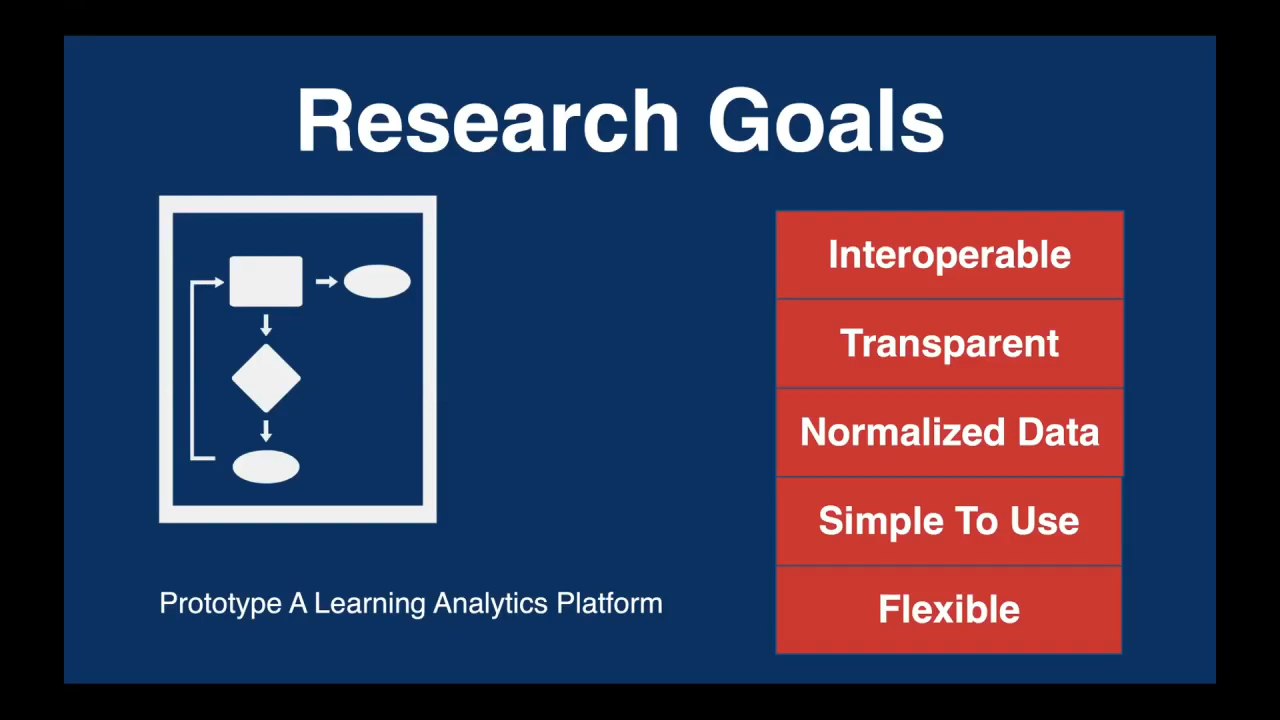 Research Goals
Interoperable
Transparent
Normalized Data
Simple To Use
Flexible
Prototype A Learning Analytics Platform